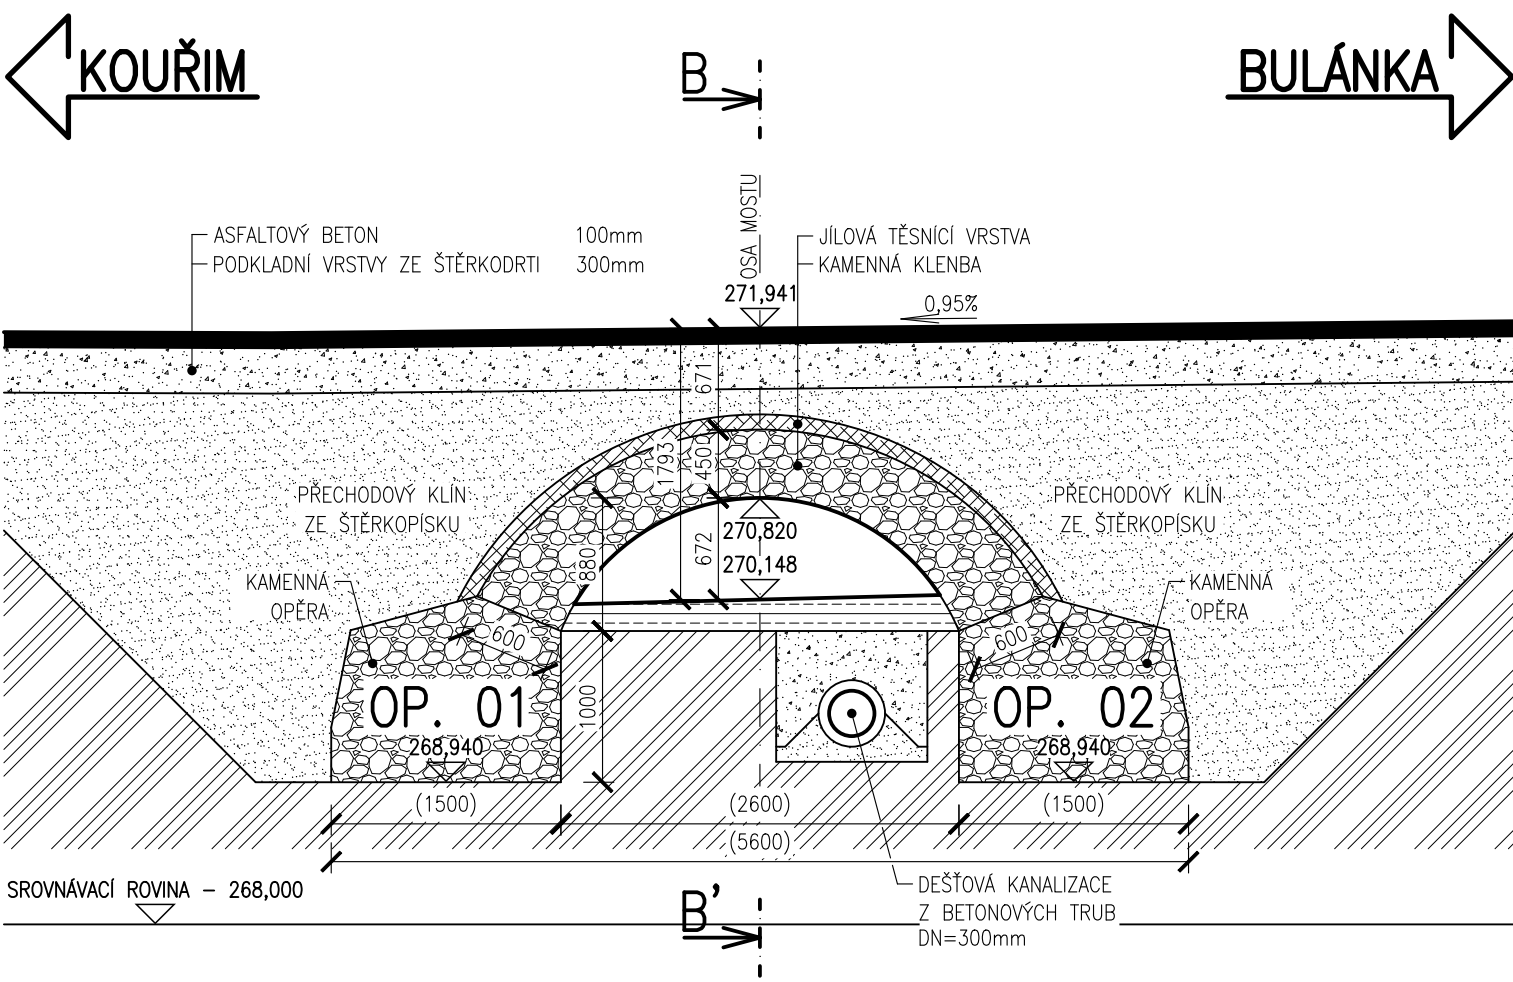 KOUŘIM
B
BULÁNKA
OSA MOSTU
ASFALTOVÝ BETON 100mm
PODKLADNÍ VRSTVY ZE ŠTĚRKODRTI 300mm
JÍLOVÁ TĚSNÍCÍ VRSTVA
KAMENNÁ KLENBA
271,941
0,95%
671
1793
450
PŘECHODOVÝ KLÍN
ZE ŠTĚRKOPÍSKU
PŘECHODOVÝ KLÍN
ZE ŠTĚRKOPÍSKU
270,820
672
270,148
880
KAMENNÁ
OPĚRA
KAMENNÁ
OPĚRA
600
600
1000
OP. 01
268,940
OP. 02
268,940
(1500)
(2600)
(1500)
(5600)
SROVNÁVACÍ ROVINA – 268,000
B'
DEŠŤOVÁ KANALIZACE
Z BETONOVÝCH TRUB
DN=300mm